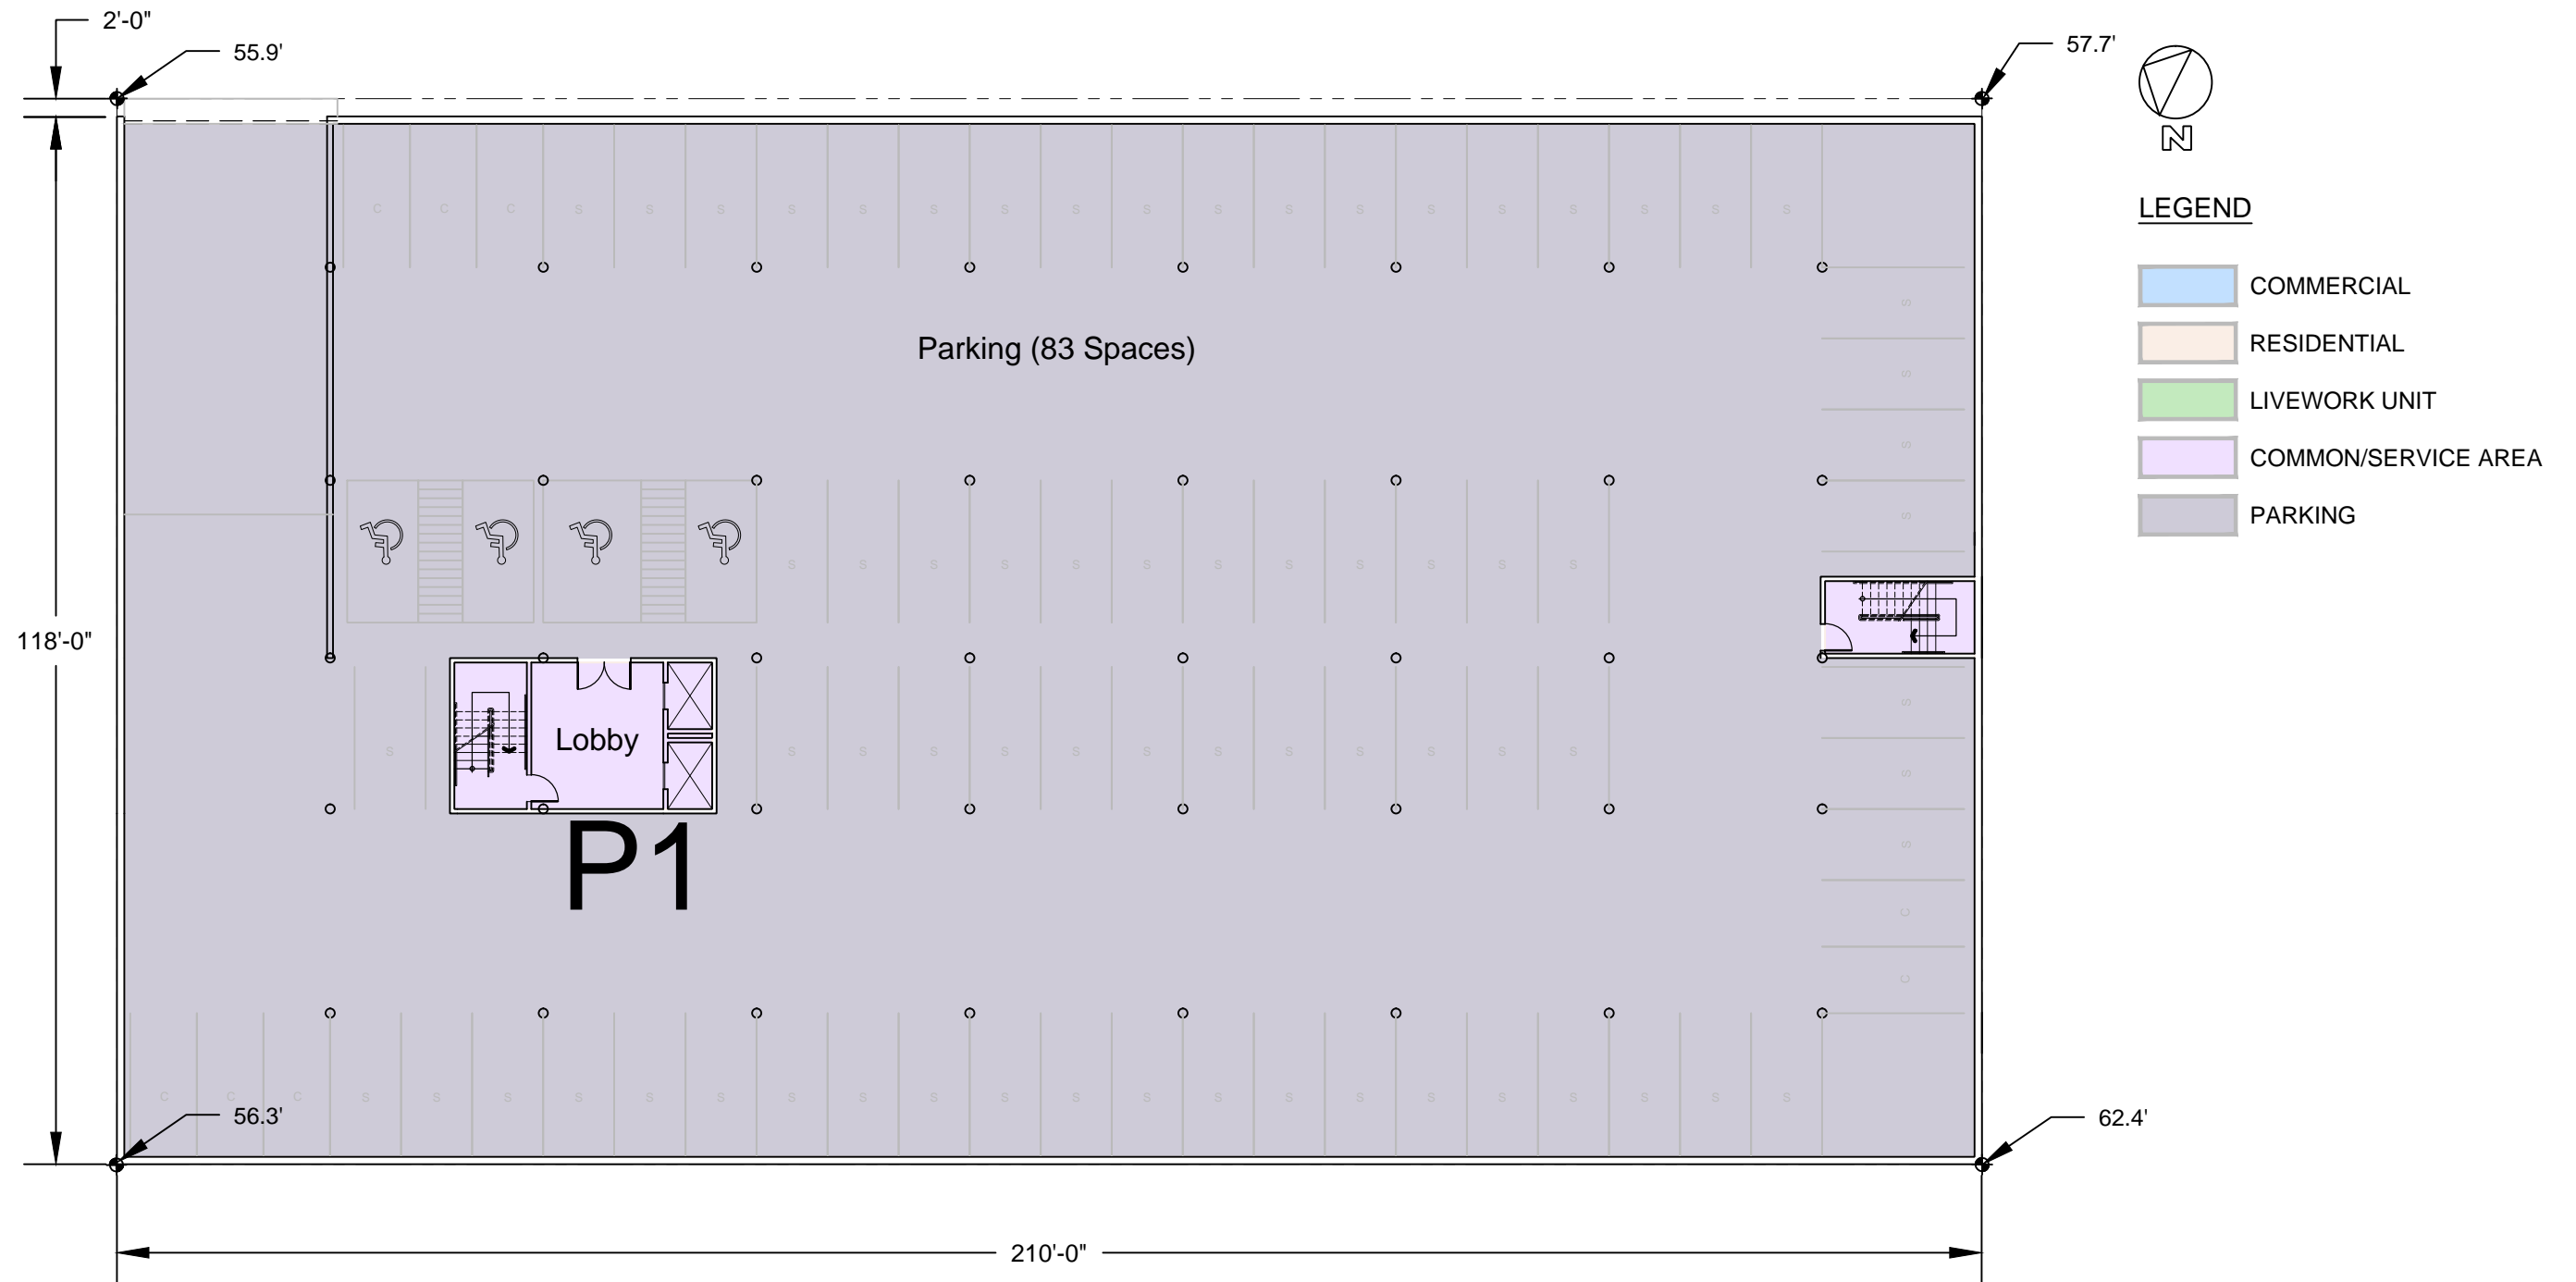 2'-0"
55.9'
57.7'
N
LEGEND
C C C S S S S S S S S S S S S S S S S S S
COMMERCIAL
S
RESIDENTIAL
Parking (83 Spaces)
S
LIVEWORK UNIT
S
COMMON/SERVICE AREA
S
PARKING
S S S S S S S S S S S S
118'-0"
S
Lobby
S S S S S S S S S S S S
S
S
P1
S
C
C
C C C S S S S S S S S S S S S S S S S S S S S S
56.3'
62.4'
210'-0"